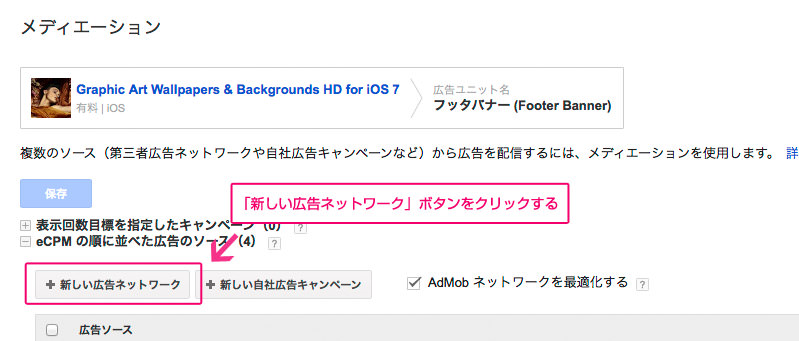 メディエーション
Graphic Art Wallpapers & Backgrounds HD for iOS 7
有料 | iOS
広告ユニット名
フッタバナー (Footer Banner)
複数のソース（第三者広告ネットワークや自社広告キャンペーンなど）から広告を配信するには、メディエーションを使用します。 詳
保存
「新しい広告ネットワーク」ボタンをクリックする
表示回数目標を指定したキャンペーン（0） ?
eCPM の順に並べた広告のソース（4） ?
+ 新しい広告ネットワーク
+ 新しい自社広告キャンペーン
AdMob ネットワークを最適化する ?
広告ソース